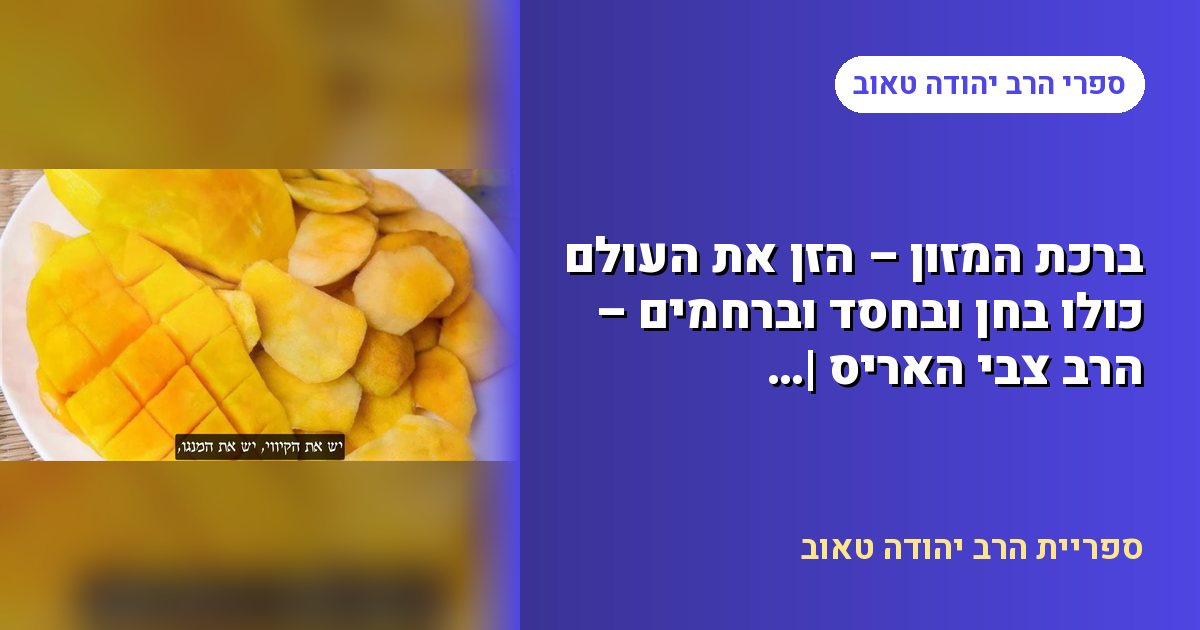 ספרי הרב יהודה טאוב
ברכת המזון – הזן את העולם
כולו בחן ובחסד וברחמים –
הרב צבי האריס |...
יש את הקיווי, יש את המנגו,
ספריית הרב יהודה טאוב